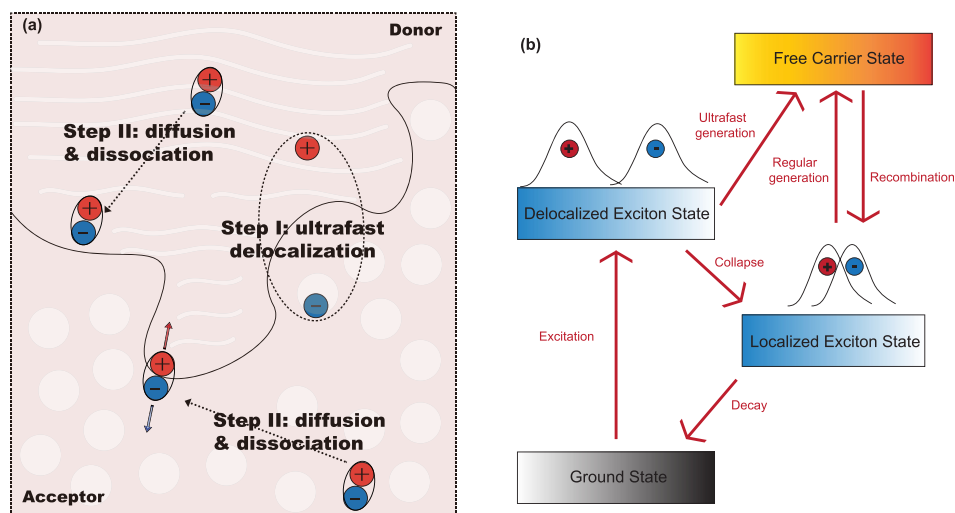 (a)
Donor
Step II: diffusion
& dissociation
Step I: ultrafast
delocalization
Step II: diffusion
& dissociation
Acceptor
+
−
+
−
+
−
+
−
+
−
(b)
Free Carrier State
Ultrafast
generation
Regular
generation
Recombination
+
-
Delocalized Exciton State
Collapse
+
-
Localized Exciton State
Excitation
Decay
Ground State